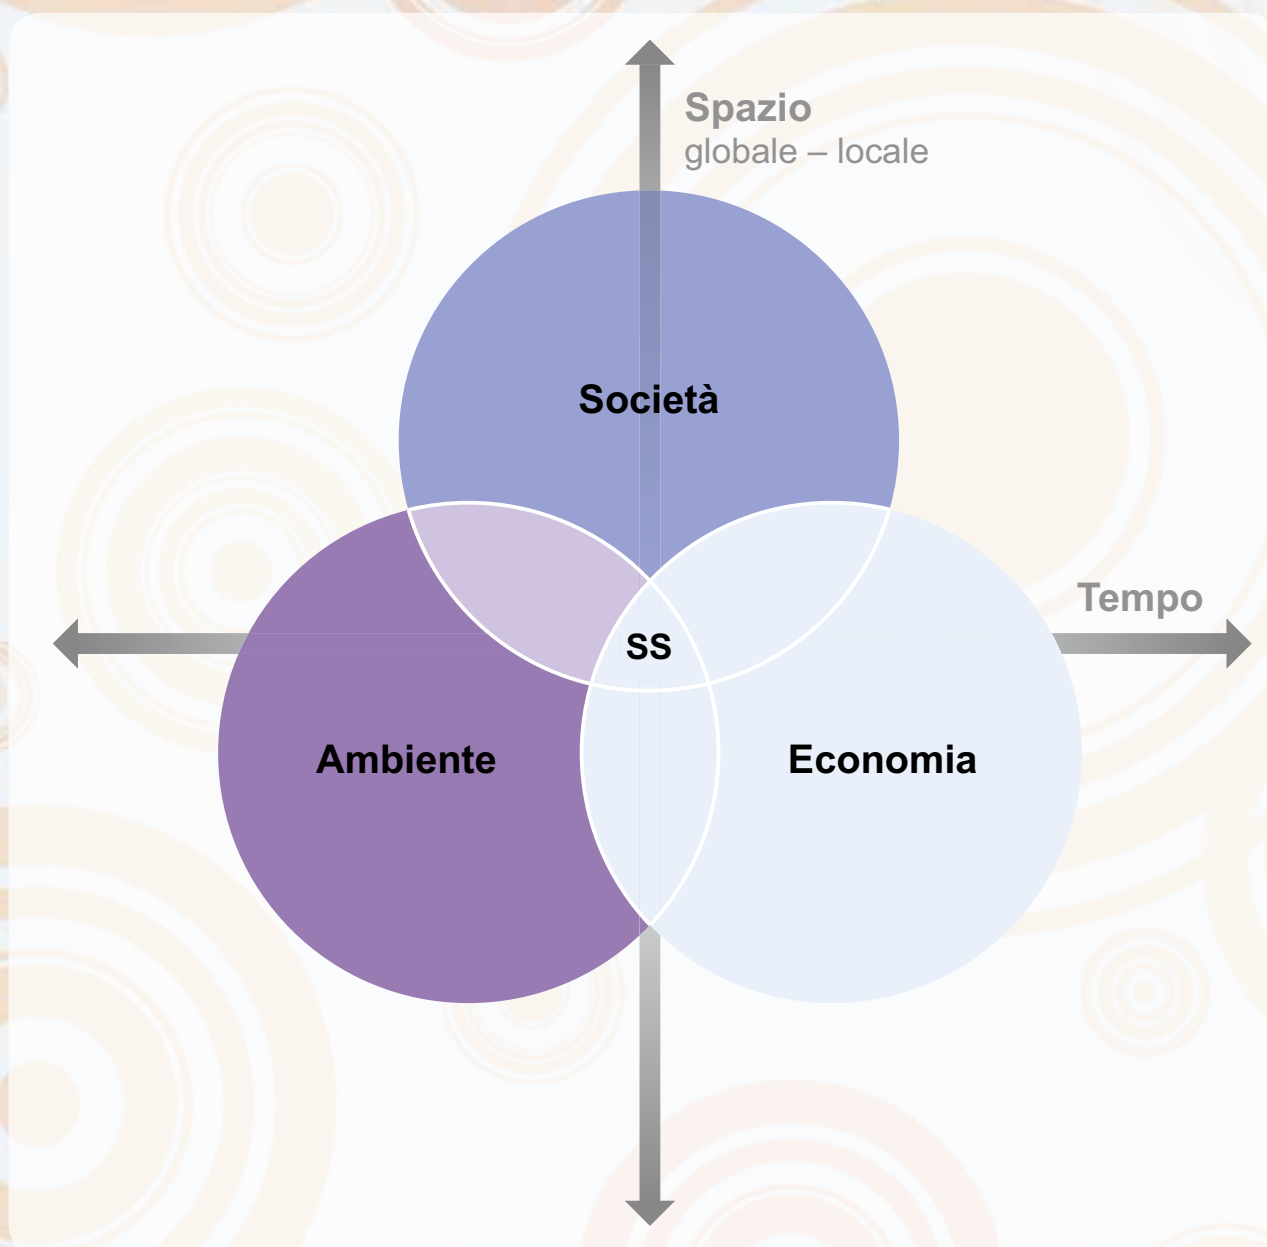 Spazio
globale – locale
Società
Tempo
SS
Ambiente
Economia